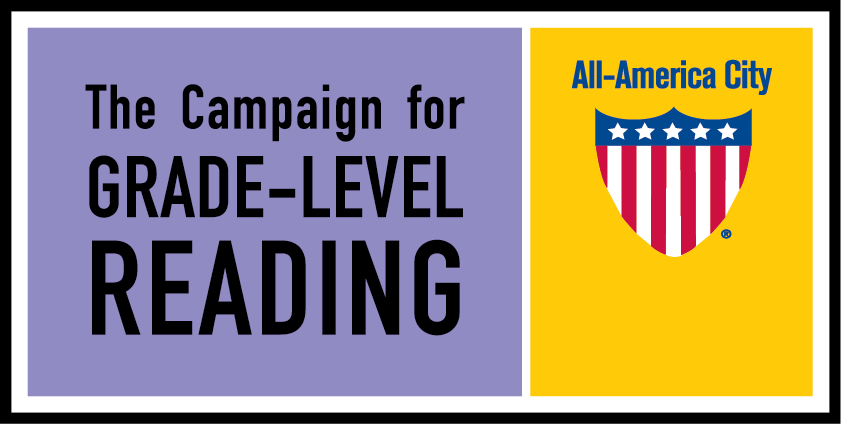 The Campaign for
GRADE-LEVEL
READING
All-America City
®